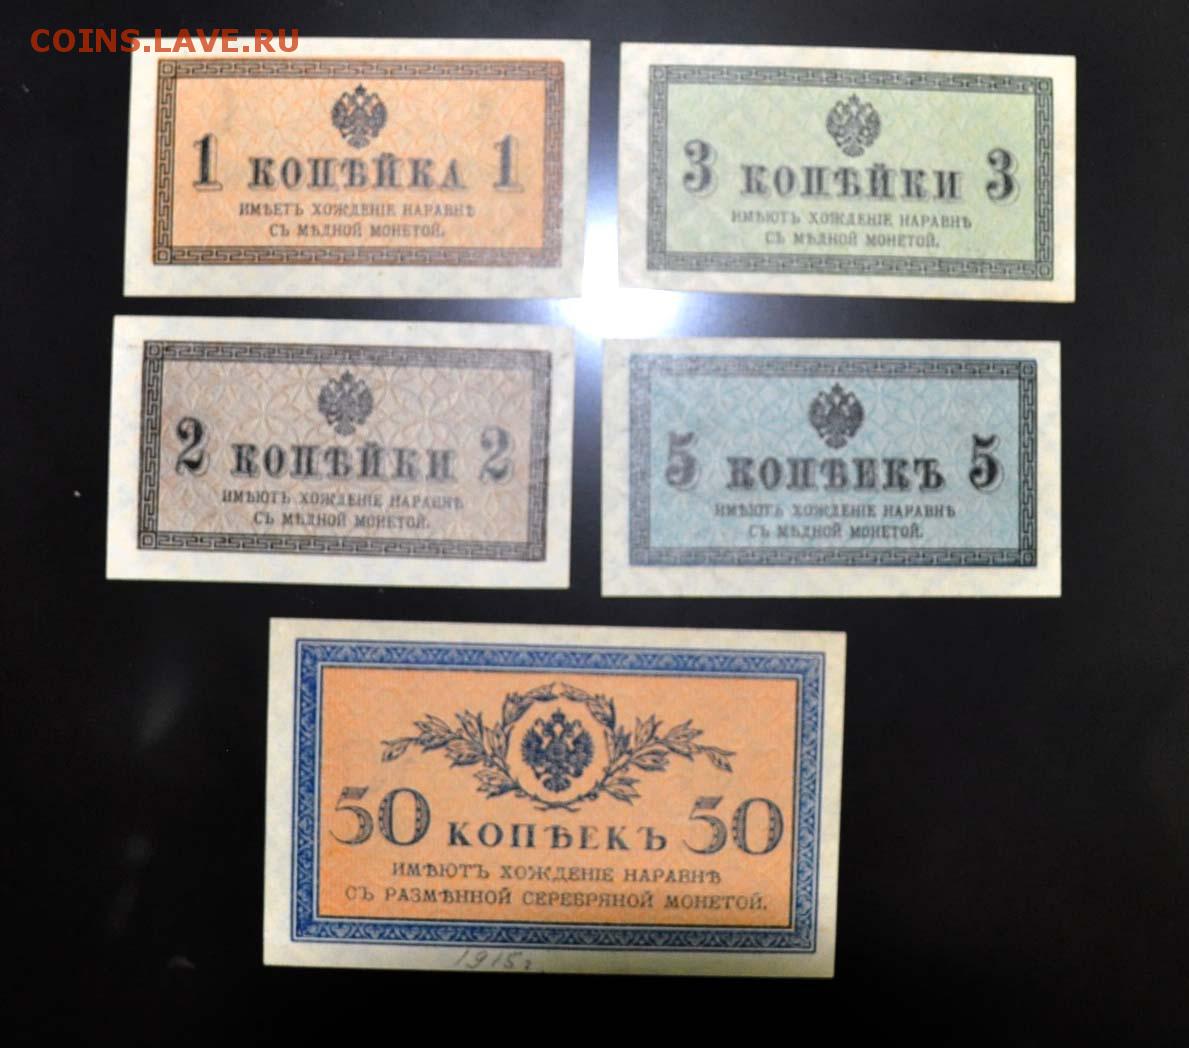 COINS.LAVE.RU
1 КОПѢЙКА 1
ИМѢЕТЪ ХОЖДЕНІЕ НАРАВНѢ
СЪ МѢДНОЙ МОНЕТОЙ.
3 КОПѢЙКИ 3
ИМѢЮТЪ ХОЖДЕНІЕ НАРАВНѢ
СЪ МѢДНОЙ МОНЕТОЙ.
2 КОПѢЙКИ 2
ИМѢЮТЪ ХОЖДЕНІЕ НАРАВНѢ
СЪ МѢДНОЙ МОНЕТОЙ.
5 КОПѢЕКЪ 5
ИМѢЮТЪ ХОЖДЕНІЕ НАРАВНѢ
СЪ МѢДНОЙ МОНЕТОЙ.
50 КОПѢЕКЪ 50
ИМѢЮТЪ ХОЖДЕНІЕ НАРАВНѢ
СЪ РАЗМѢННОЙ СЕРЕБРЯНОЙ МОНЕТОЙ.
1915г.